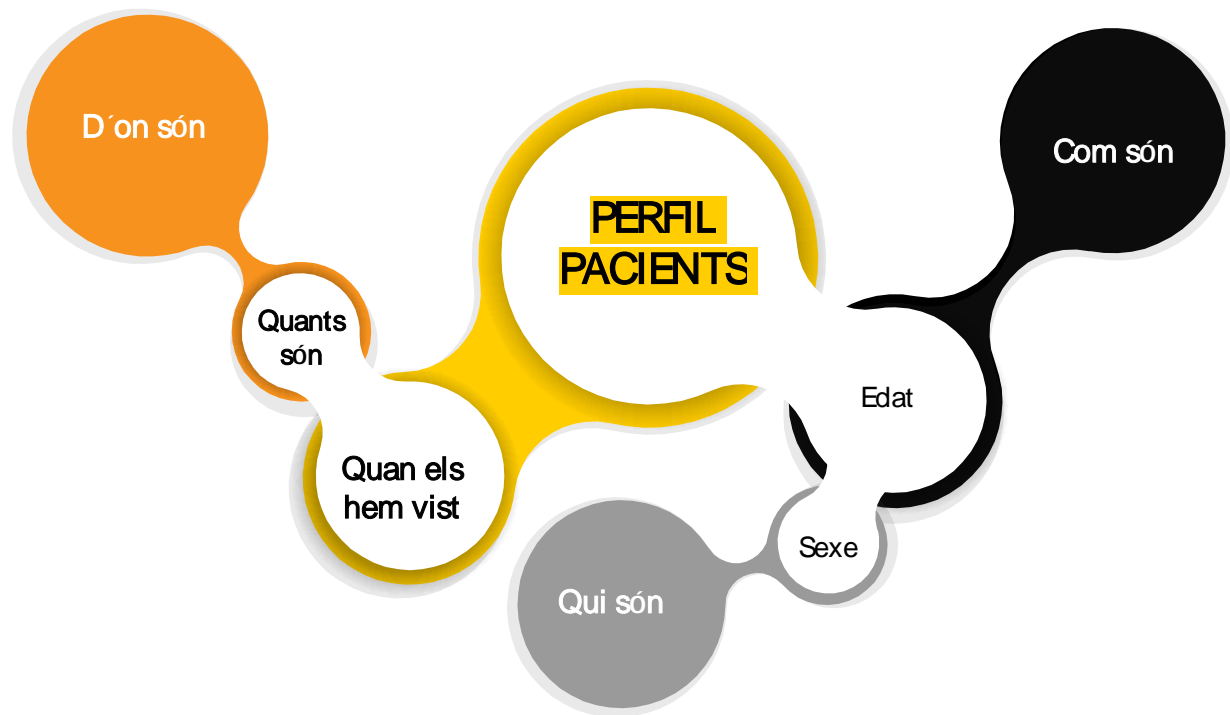 D´on són
Com són
PERFIL
PACIENTS
Quants
són
Edat
Quan els
hem vist
Sexe
Qui són